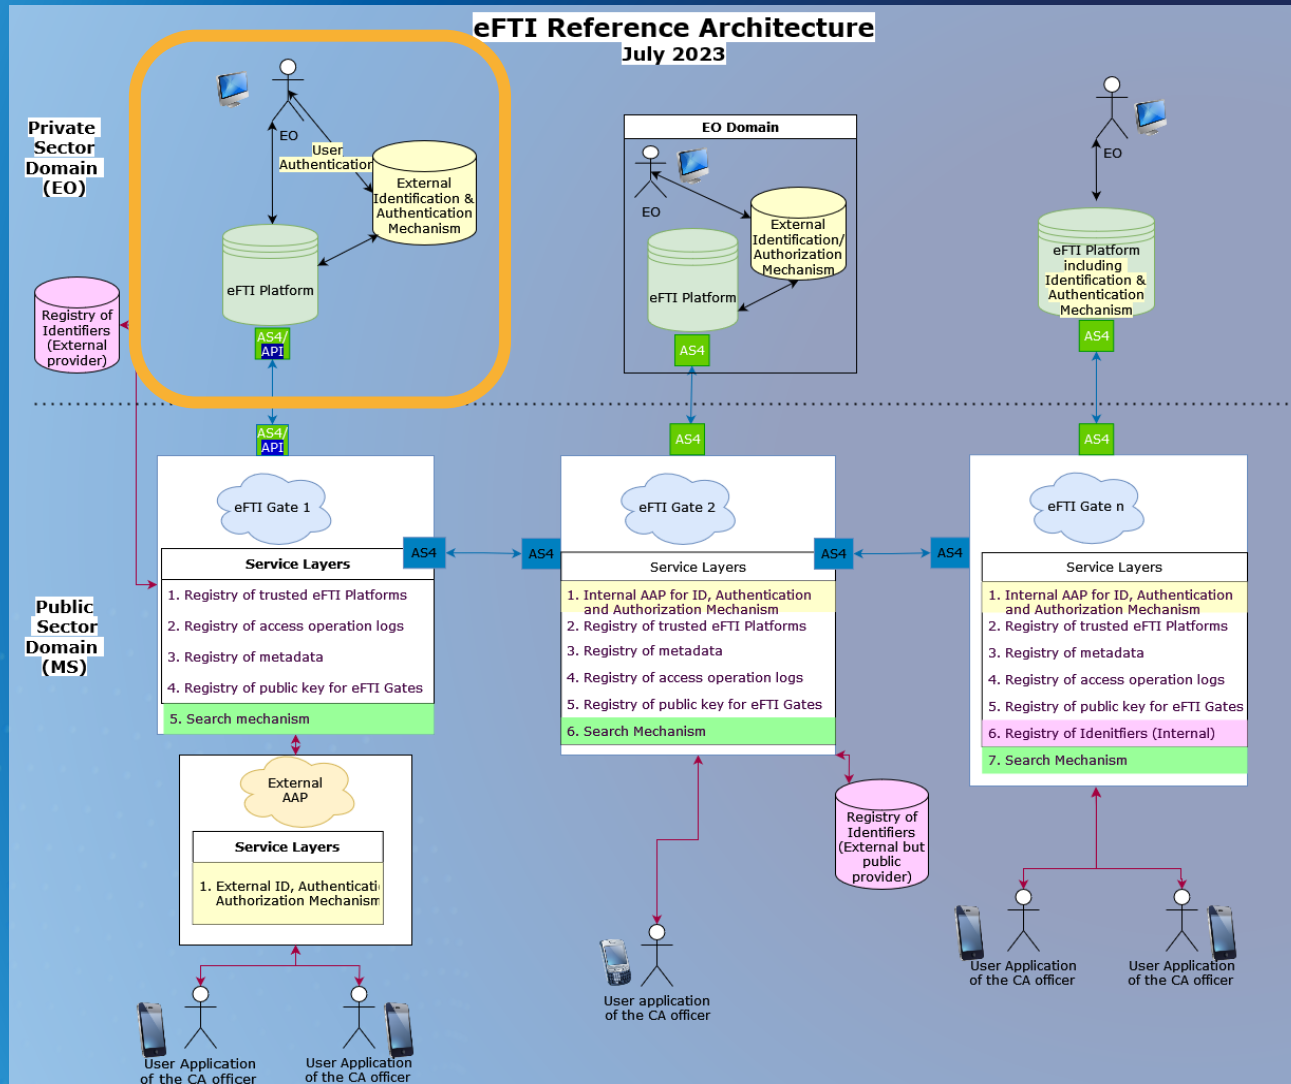 eFTI Reference Architecture
July 2023
Private
Sector
Domain
(EO)
EO
User
Authentication
External
Identification &
Authentication
Mechanism
eFTI Platform
AS4/
API
Registry of
Identifiers
(External
provider)
EO Domain
EO
External
Identification/
Authorization
Mechanism
eFTI Platform
AS4
EO
eFTI Platform
including
Identification &
Authentication
Mechanism
AS4
Public
Sector
Domain
(MS)
AS4/
API
eFTI Gate 1
AS4
Service Layers
1. Registry of trusted eFTI Platforms
2. Registry of access operation logs
3. Registry of metadata
4. Registry of public key for eFTI Gates
5. Search mechanism
External
AAP
Service Layers
1. External ID, Authenticati
Authorization Mechanism
User Application
of the CA officer
User Application
of the CA officer
AS4
eFTI Gate 2
AS4
AS4
Service Layers
1. Internal AAP for ID, Authentication
and Authorization Mechanism
2. Registry of trusted eFTI Platforms
3. Registry of metadata
4. Registry of access operation logs
5. Registry of public key for eFTI Gates
6. Search Mechanism
Registry of
Identifiers
(External but
public
provider)
User application
of the CA officer
AS4
eFTI Gate n
AS4
Service Layers
1. Internal AAP for ID, Authentication
and Authorization Mechanism
2. Registry of trusted eFTI Platforms
3. Registry of metadata
4. Registry of access operation logs
5. Registry of public key for eFTI Gates
6. Registry of Idenitfiers (Internal)
7. Search Mechanism
User Application
of the CA officer
User Application
of the CA officer